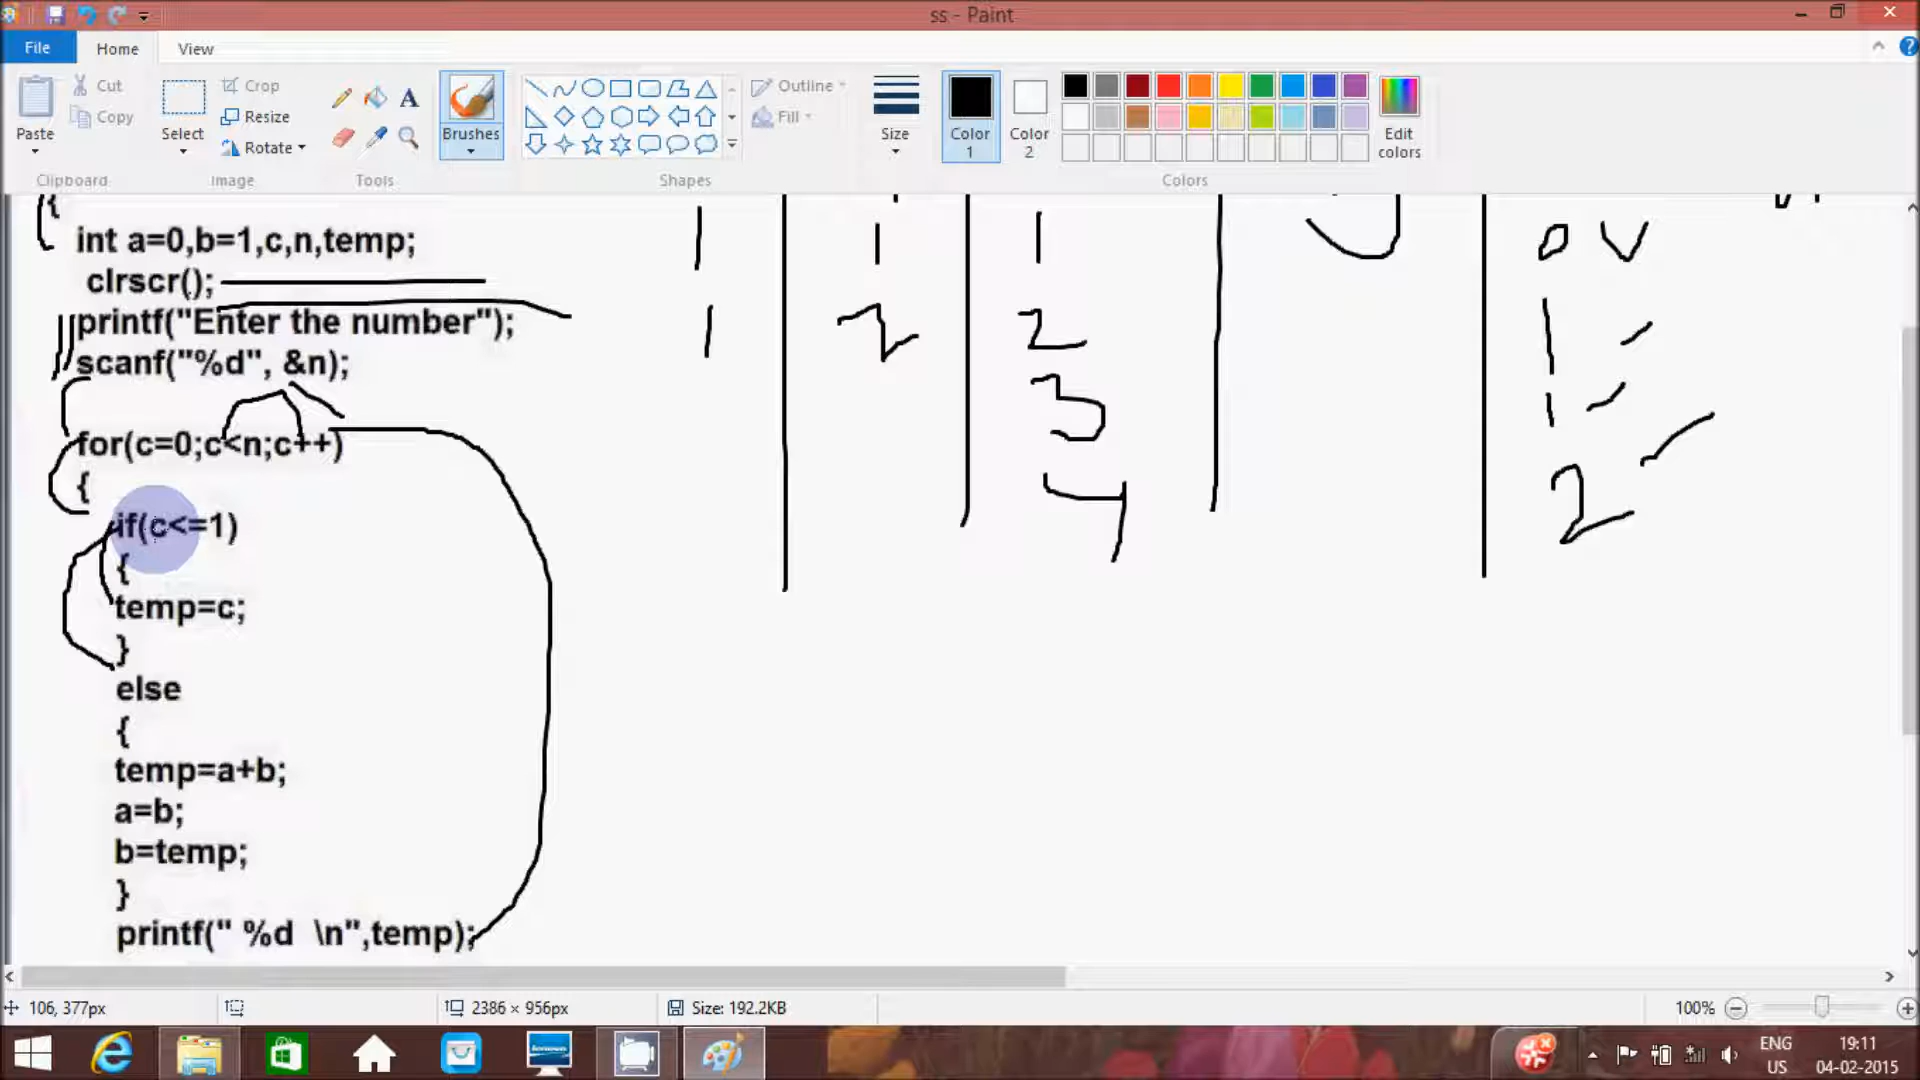 ss - Paint
File Home View
Paste
Cut
Copy
Clipboard
Select
Crop
Resize
Rotate
Image
Tools
Brushes
Outline
Fill
Shapes
Size
Color 1
Color 2
Edit colors
Colors
{
int a=0,b=1,c,n,temp;
clrscr();
printf("Enter the number");
scanf("%d", &n);
for(c=0;c<n;c++)
{
if(c<=1)
{
temp=c;
}
else
{
temp=a+b;
a=b;
b=temp;
}
printf(" %d \n",temp);
1 1 1 0
1 2 2 1
3 1
4 2
106, 377px
2386 × 956px
Size: 192.2KB
100%
lenovo
ENG
US
19:11
04-02-2015